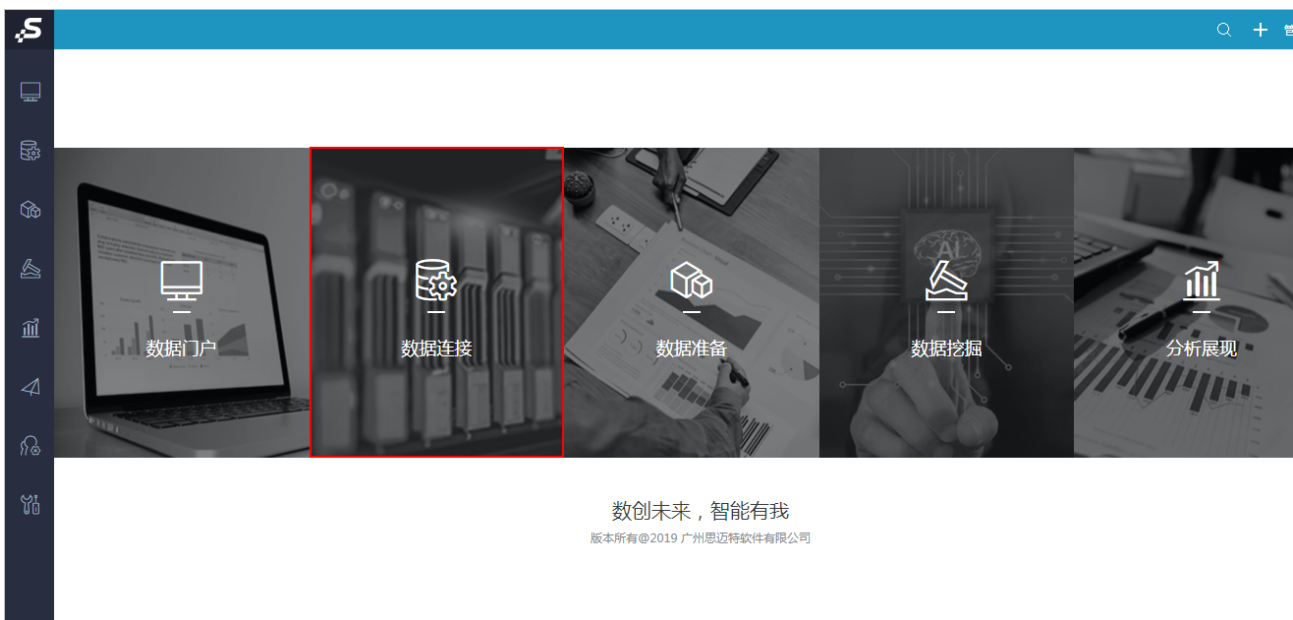 管
数据门户
数据连接
数据准备
数据挖掘
分析展现
AI
数创未来，智能有我
版本所有@2019 广州思迈特软件有限公司